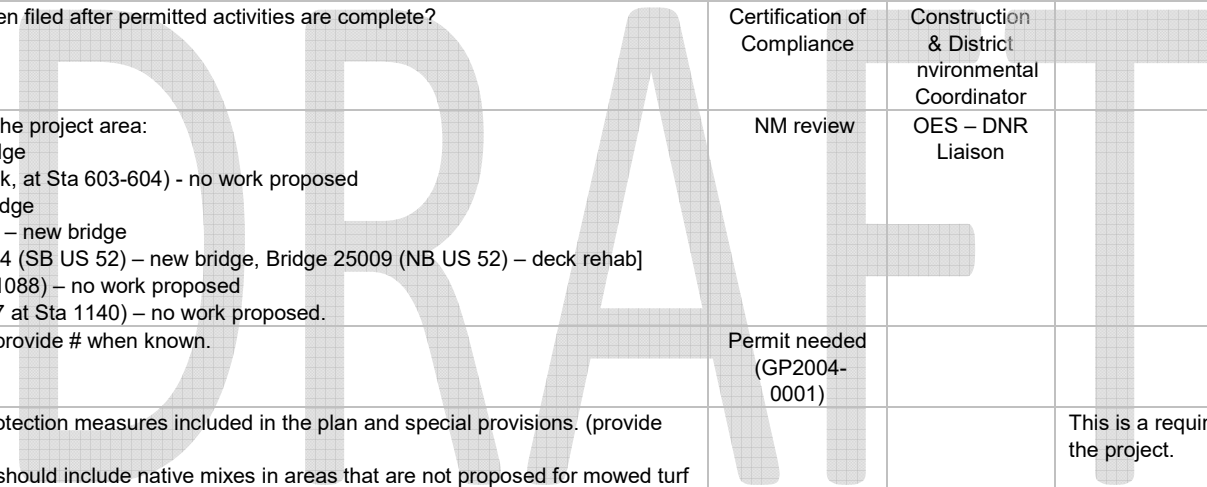 en filed after permitted activities are complete?
Certification of
Compliance
Construction
& District
nvironmental
Coordinator
he project area:
lge
k, at Sta 603-604) - no work proposed
dge
– new bridge
4 (SB US 52) – new bridge, Bridge 25009 (NB US 52) – deck rehab]
1088) – no work proposed
7 at Sta 1140) – no work proposed.
NM review
OES – DNR
Liaison
provide # when known.
Permit needed
(GP2004-
0001)
otection measures included in the plan and special provisions. (provide
should include native mixes in areas that are not proposed for mowed turf
This is a requir
the project.
DRAFT